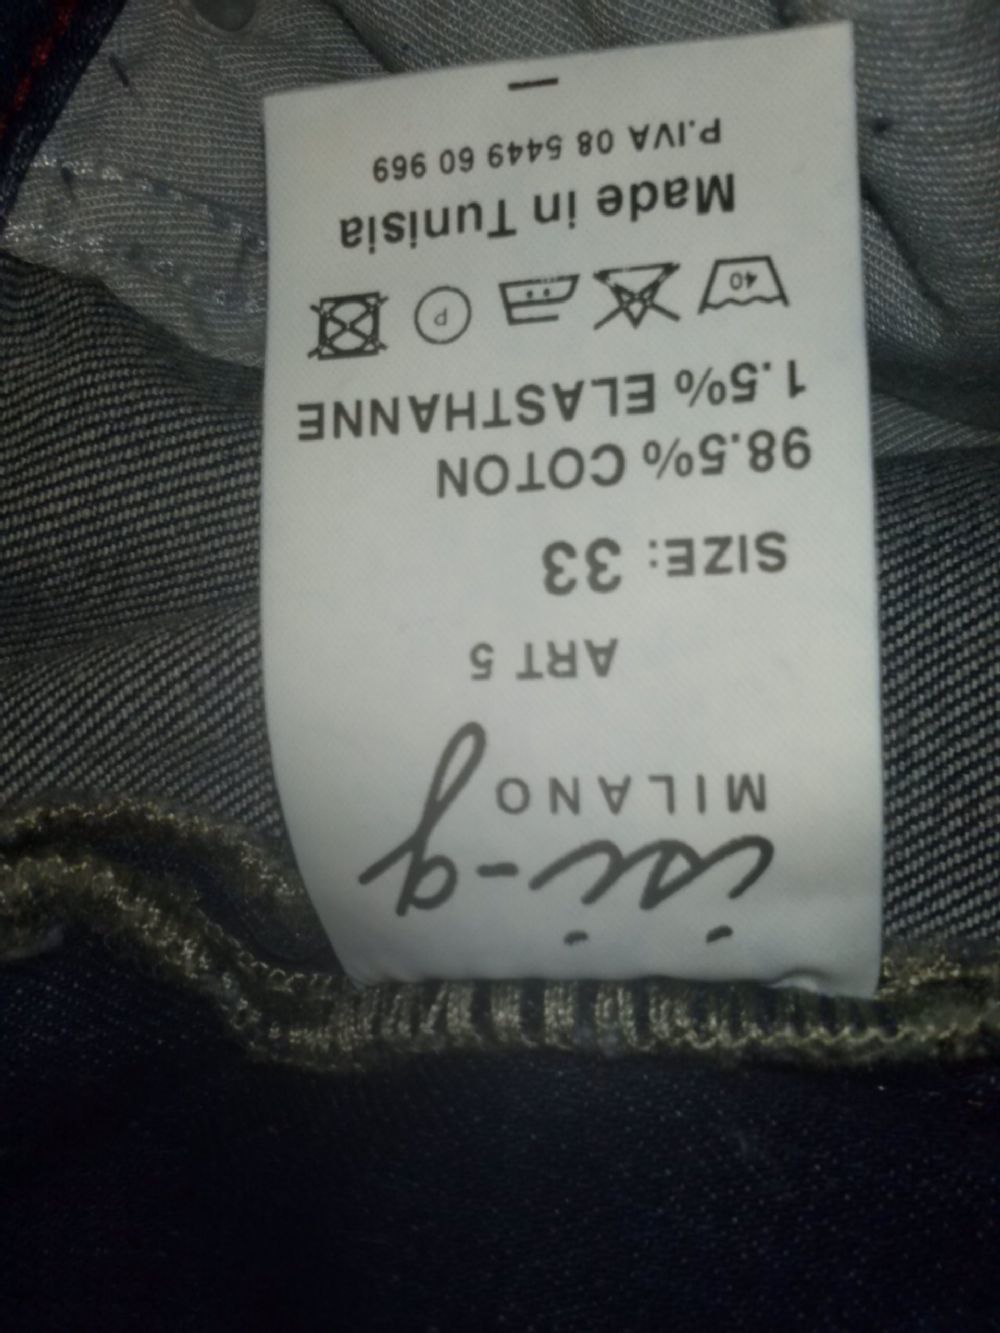 MILANO
ART 5
SIZE: 33
98.5% COTON
1.5% ELASTHANNE
40 P
Made in Tunisia
P.IVA 08 5449 60 969